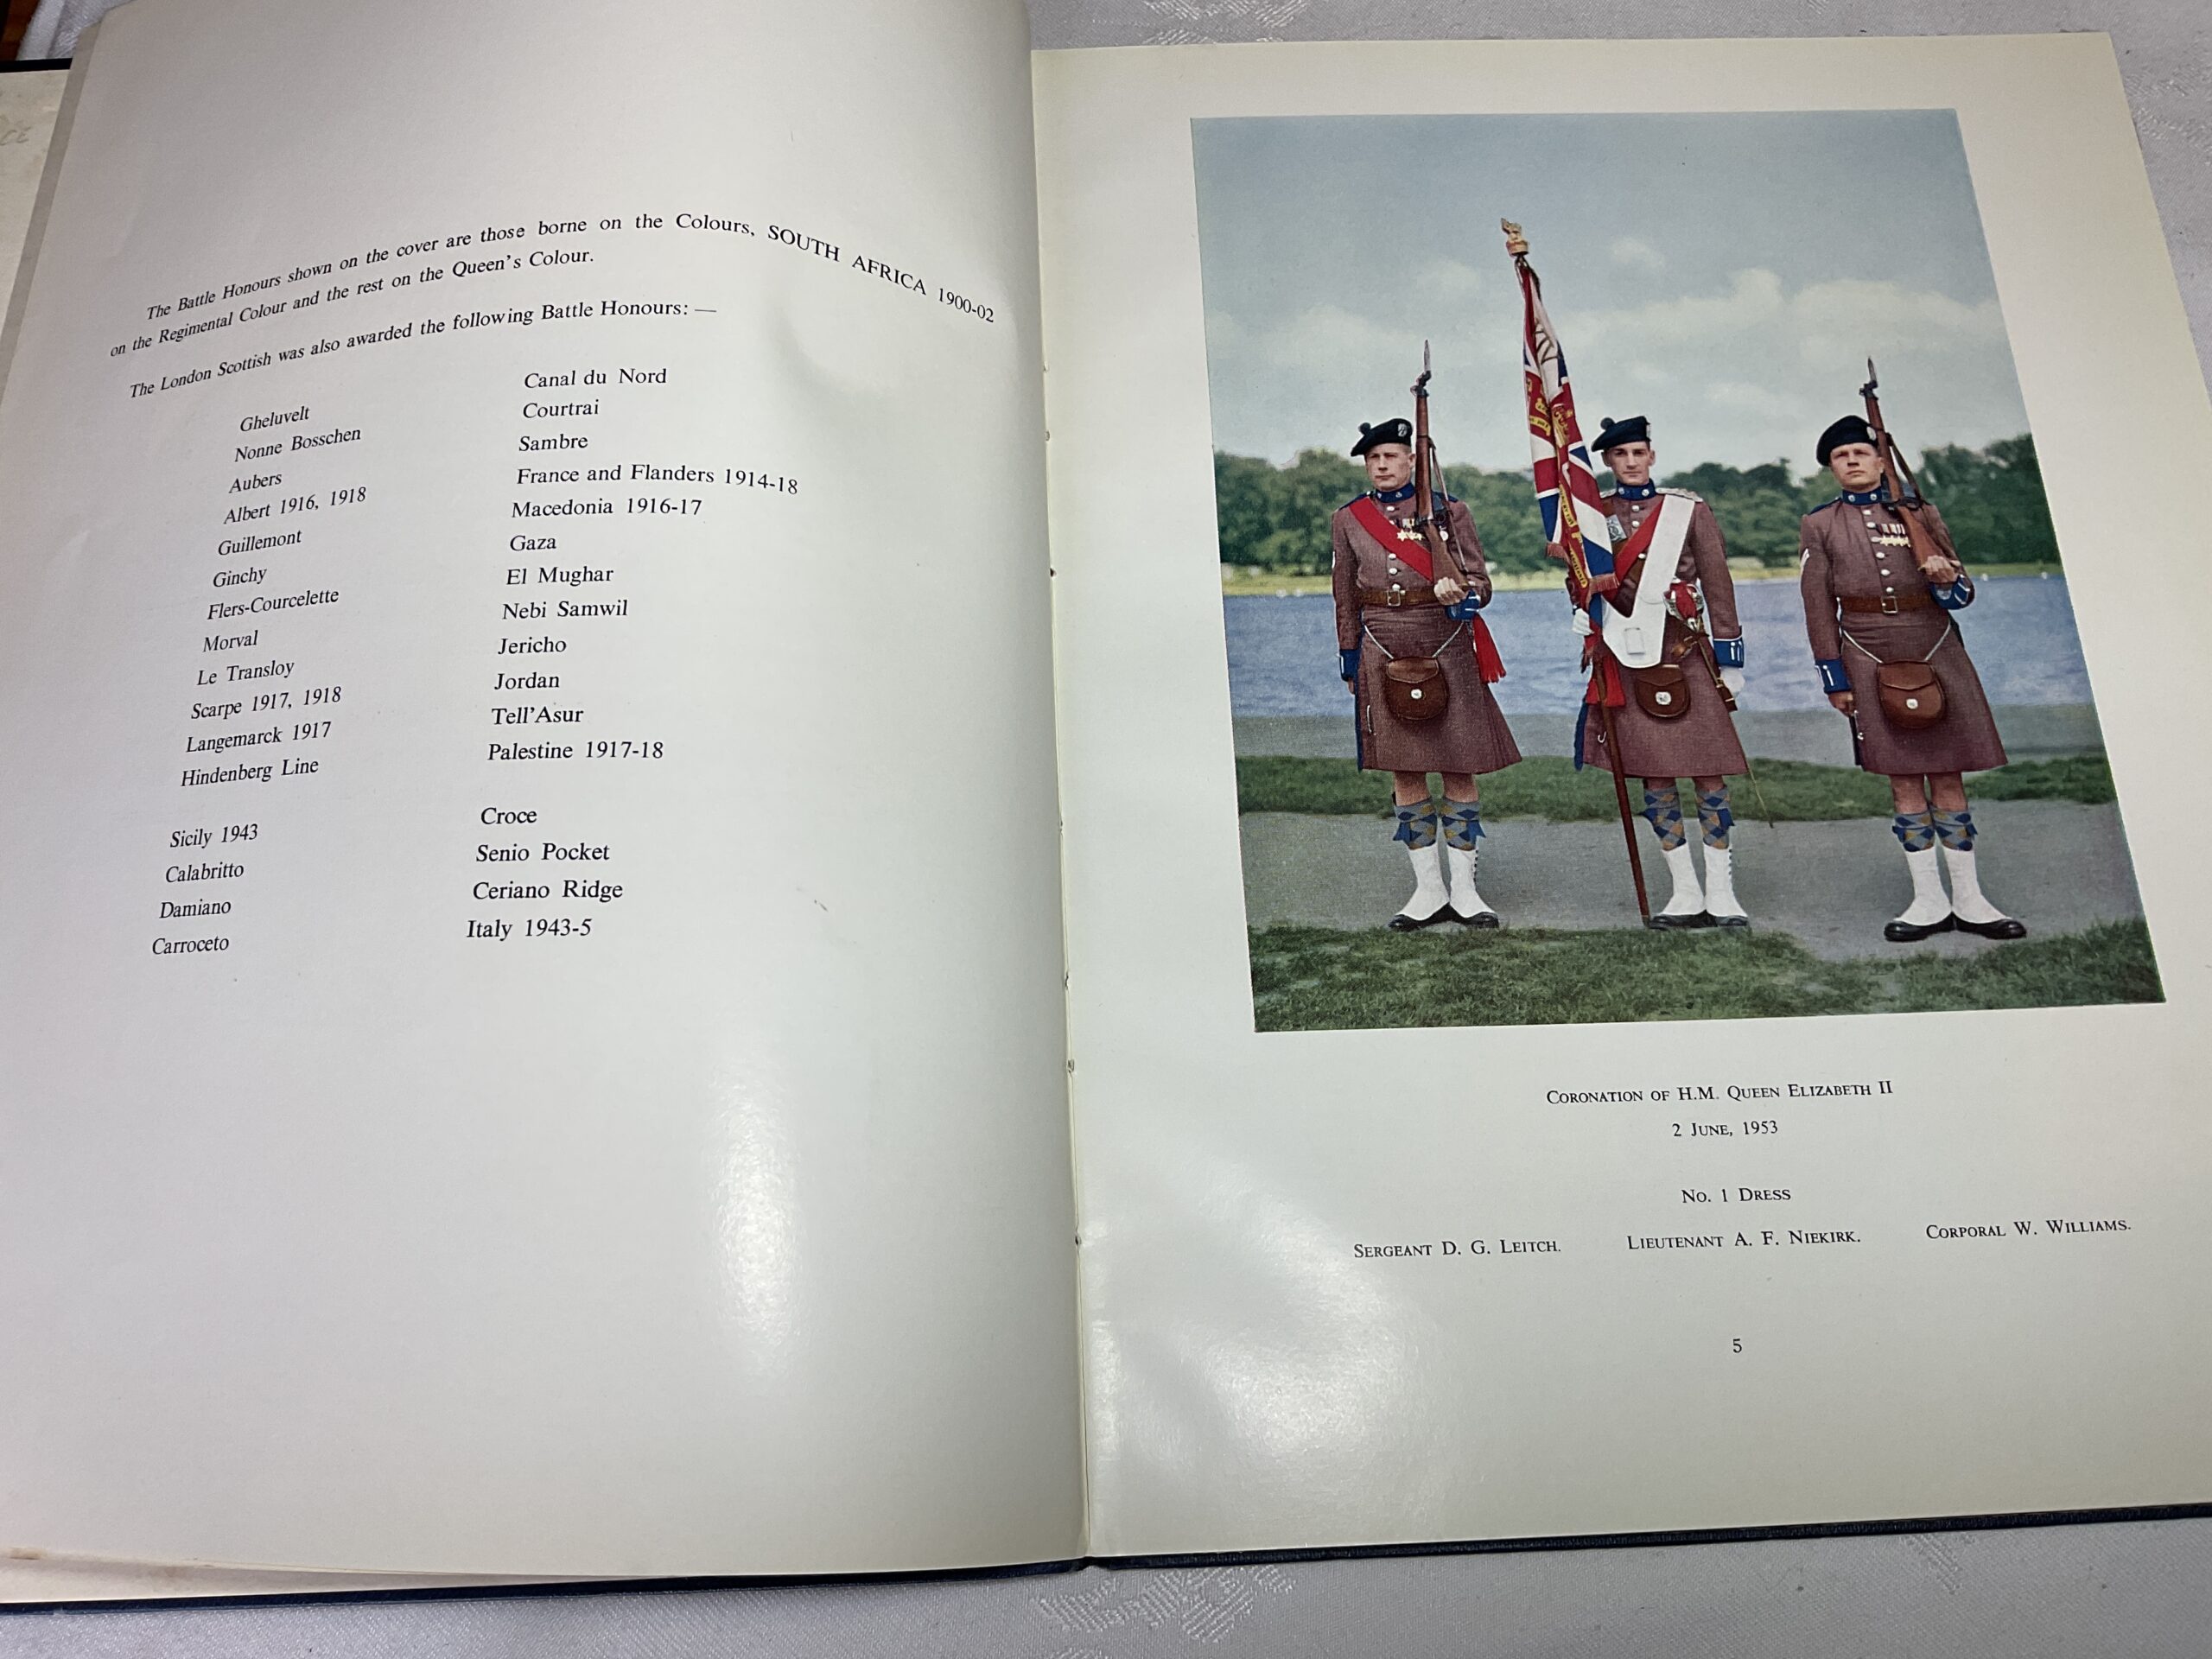 The Battle Honours shown on the cover are those borne on the Colours, SOUTH AFRICA 1900-02
on the Regimental Colour and the rest on the Queen's Colour.
The London Scottish was also awarded the following Battle Honours: —
Gheluvelt
Nonne Bosschen
Aubers
Albert 1916, 1918
Guillemont
Ginchy
Flers-Courcelette
Morval
Le Transloy
Scarpe 1917, 1918
Langemarck 1917
Hindenberg Line
Canal du Nord
Courtrai
Sambre
France and Flanders 1914-18
Macedonia 1916-17
Gaza
El Mughar
Nebi Samwil
Jericho
Jordan
Tell'Asur
Palestine 1917-18
Sicily 1943
Calabritto
Damiano
Carroceto
Croce
Senio Pocket
Ceriano Ridge
Italy 1943-5
CORONATION OF H.M. QUEEN ELIZABETH II
2 JUNE, 1953
No. 1 DRESS
SERGEANT D. G. LEITCH. LIEUTENANT A. F. NIEKIRK. CORPORAL W. WILLIAMS.
5